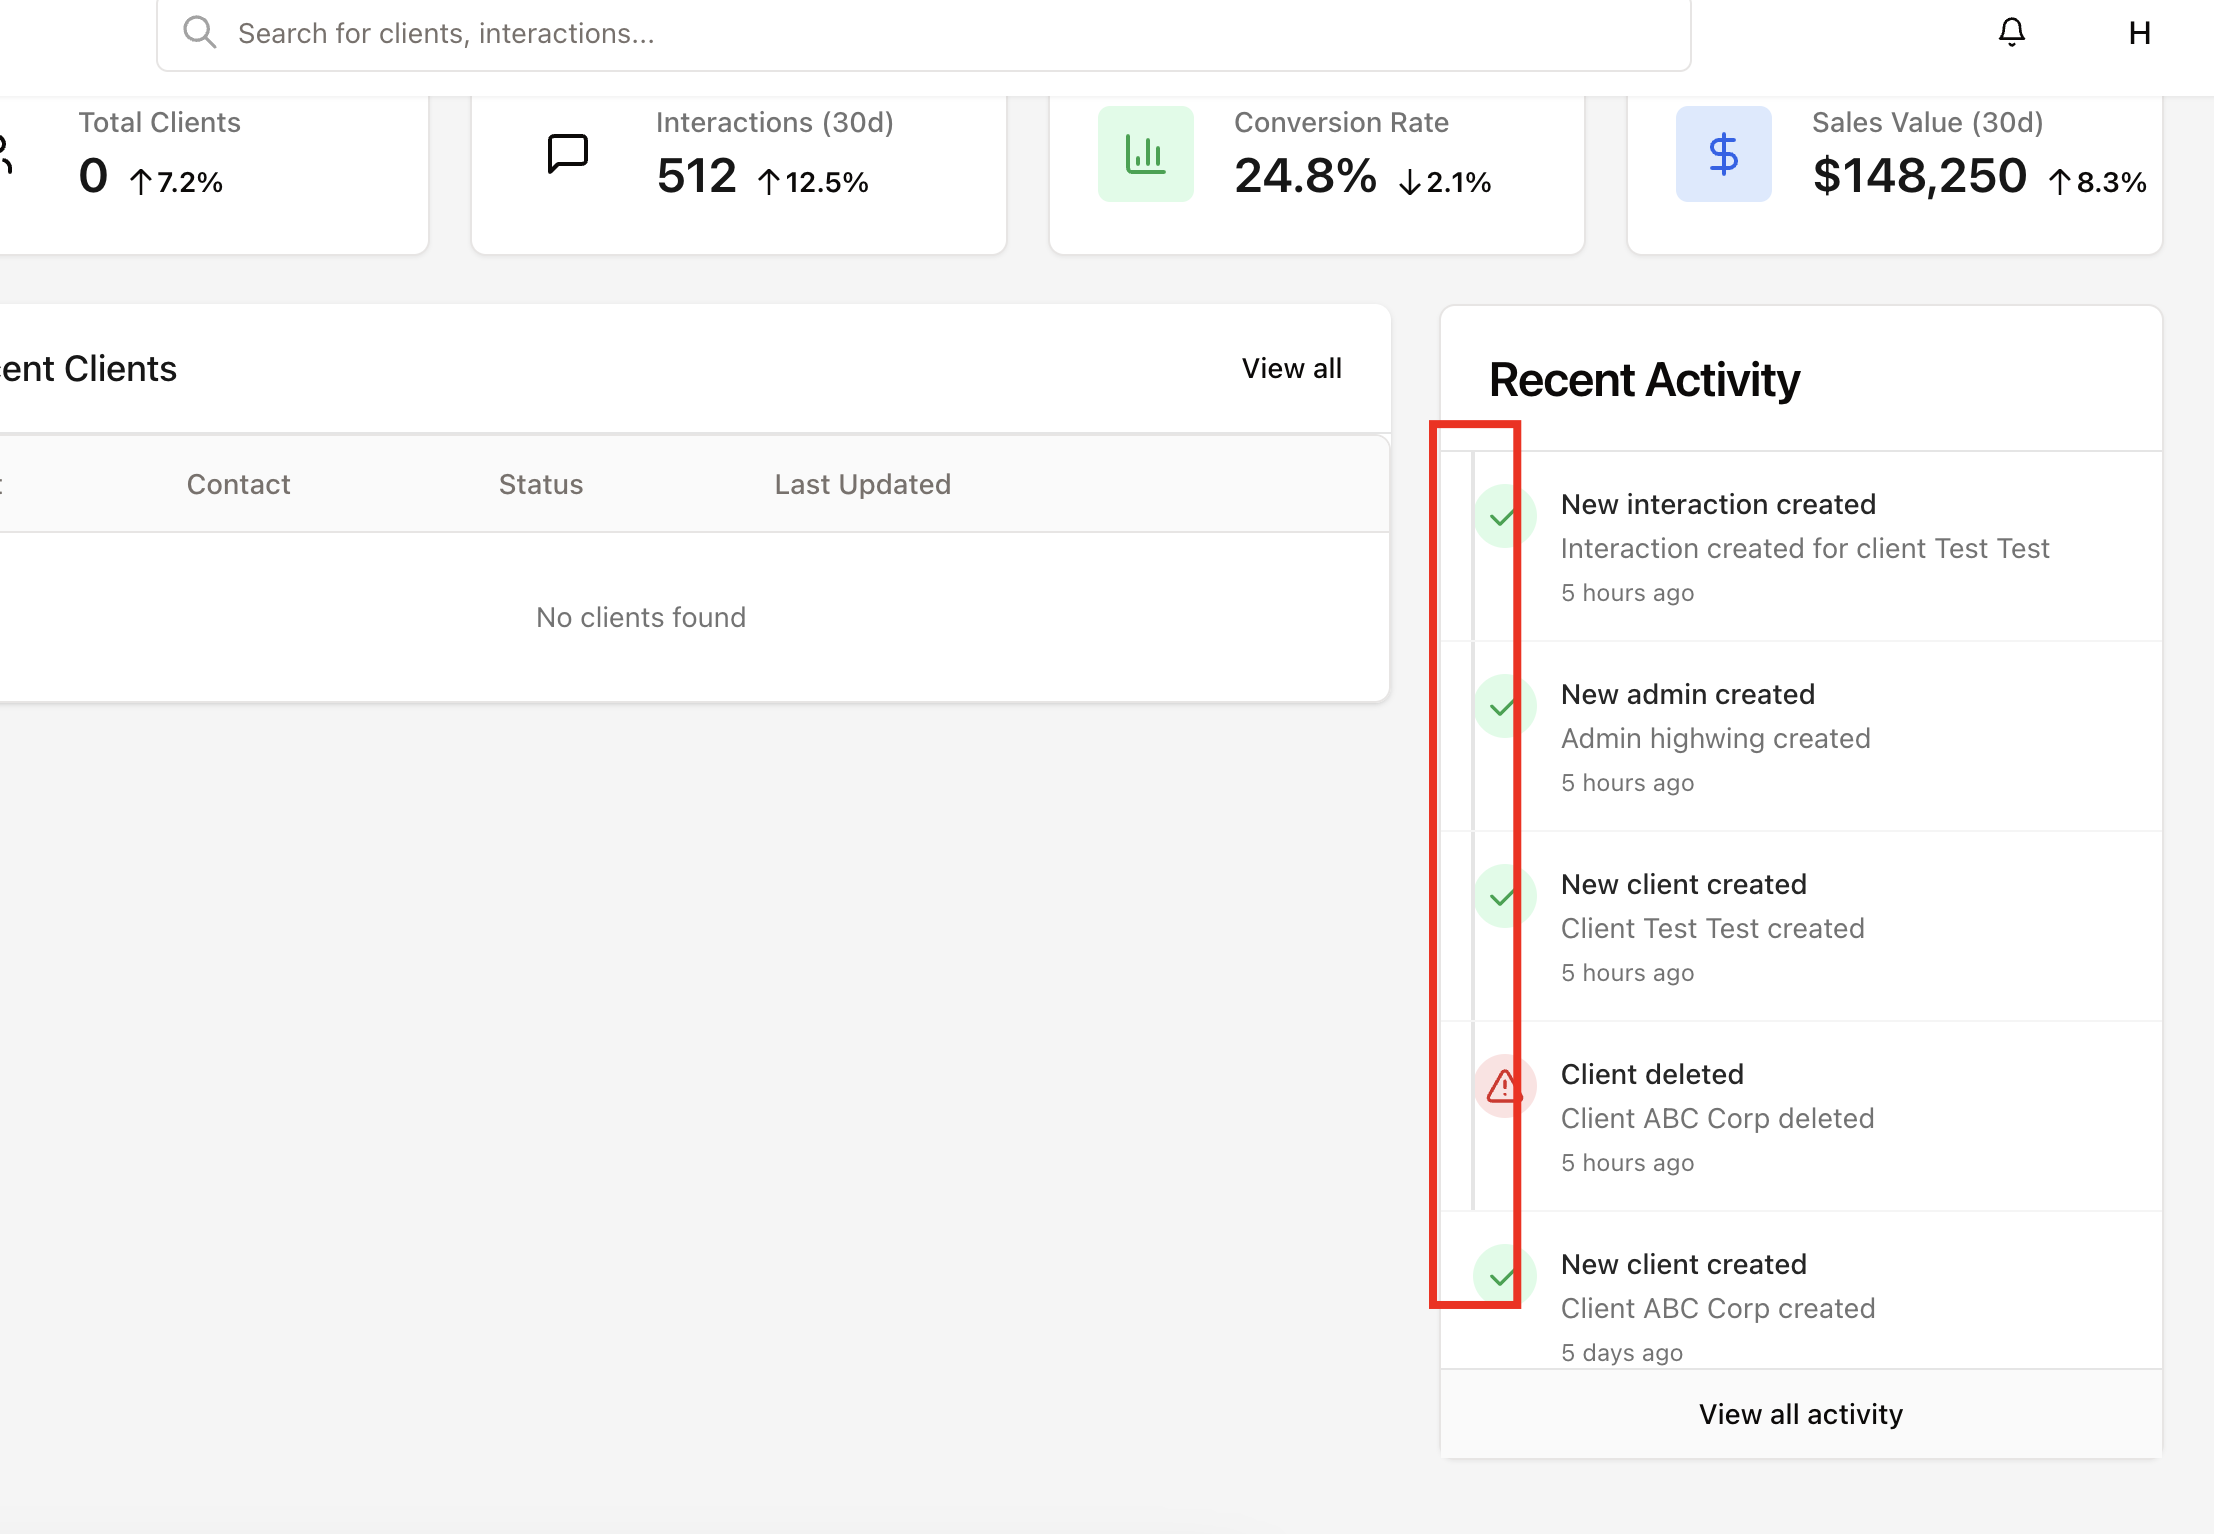 Search for clients, interactions...
H
Total Clients
0 ↑7.2%
Interactions (30d)
512 ↑12.5%
Conversion Rate
24.8% ↓2.1%
Sales Value (30d)
$148,250 ↑8.3%
ent Clients
View all
Contact Status Last Updated
No clients found
Recent Activity
New interaction created
Interaction created for client Test Test
5 hours ago
New admin created
Admin highwing created
5 hours ago
New client created
Client Test Test created
5 hours ago
Client deleted
Client ABC Corp deleted
5 hours ago
New client created
Client ABC Corp created
5 days ago
View all activity